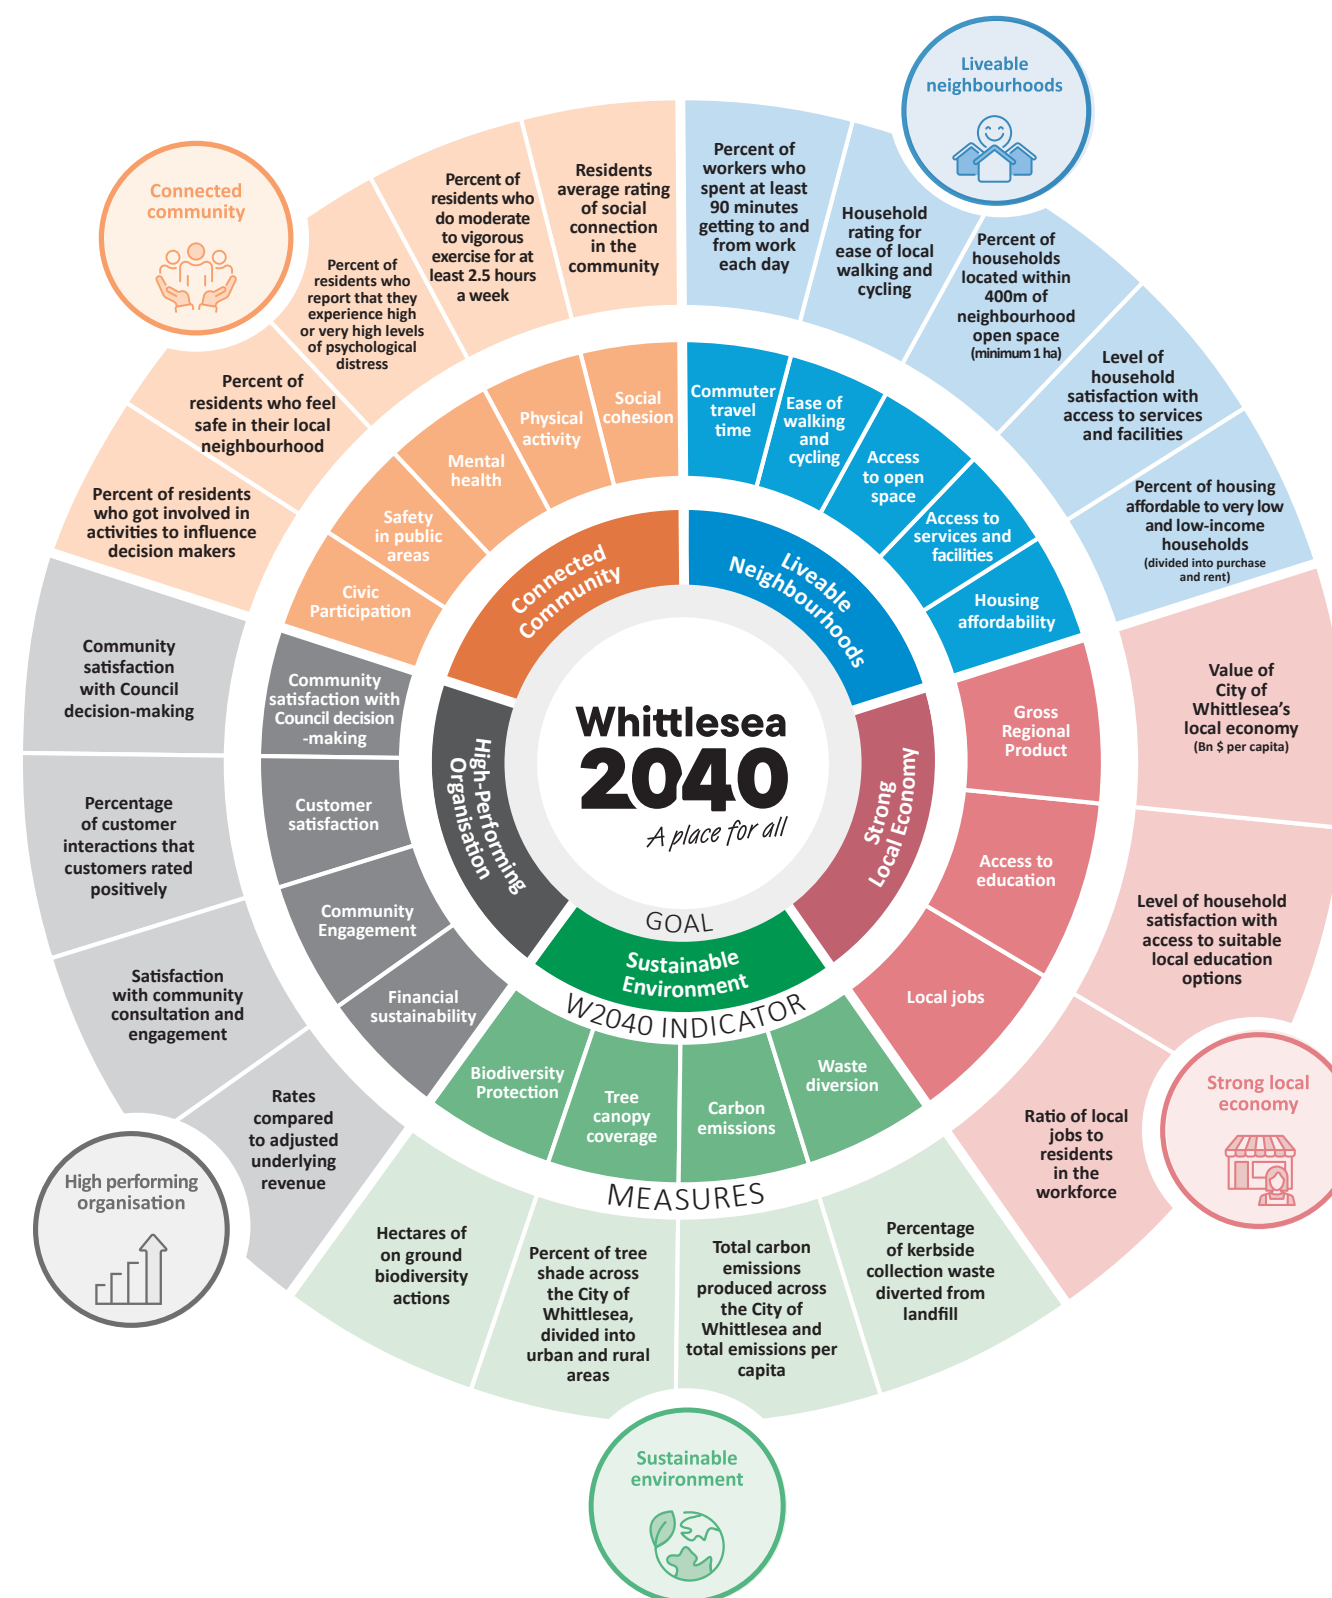 Liveable
neighbourhoods
Connected
community
Residents
average rating
of social
connection
in the
community
Percent of
residents who
do moderate
to vigorous
exercise for at
least 2.5 hours
a week
Percent of
residents who
report that they
experience high
or very high levels
of psychological
distress
Percent of
residents who feel
safe in their local
neighbourhood
Percent of residents
who got involved in
activities to influence
decision makers
Percent of
workers who
spent at least
90 minutes
getting to and
from work
each day
Household
rating for
ease of local
walking and
cycling
Percent of
households
located within
400m of
neighbourhood
open space
(minimum 1 ha)
Level of
household
satisfaction with
access to services
and facilities
Percent of housing
affordable to very low
and low-income
households
(divided into purchase
and rent)
Value of
City of
Whittlesea’s
local economy
(Bn $ per capita)
Level of household
satisfaction with
access to suitable
local education
options
Ratio of local
jobs to
residents
in the
workforce
Strong local
economy
Social
cohesion
Physical
activity
Mental
health
Safety
in public
areas
Civic
Participation
Commuter
travel
time
Ease of
walking
and
cycling
Access
to open
space
Access to
services and
facilities
Housing
affordability
Gross
Regional
Product
Access to
education
Local jobs
Connected
Community
Liveable
Neighbourhoods
Strong
Local Economy
High-Performing
Organisation
Whittlesea
2040
A place for all
GOAL
Sustainable
Environment
W2040 INDICATOR
Community
satisfaction with
Council decision
-making
Customer
satisfaction
Community
Engagement
Financial
sustainability
Biodiversity
Protection
Tree
canopy
coverage
Carbon
emissions
Waste
diversion
MEASURES
Community
satisfaction
with Council
decision-making
Percentage
of customer
interactions that
customers rated
positively
Satisfaction
with community
consultation and
engagement
Rates
compared
to adjusted
underlying
revenue
High performing
organisation
Hectares of
on ground
biodiversity
actions
Percent of tree
shade across
the City of
Whittlesea,
divided into
urban and rural
areas
Total carbon
emissions
produced across
the City of
Whittlesea and
total emissions per
capita
Percentage
of kerbside
collection waste
diverted from
landfill
Sustainable
environment